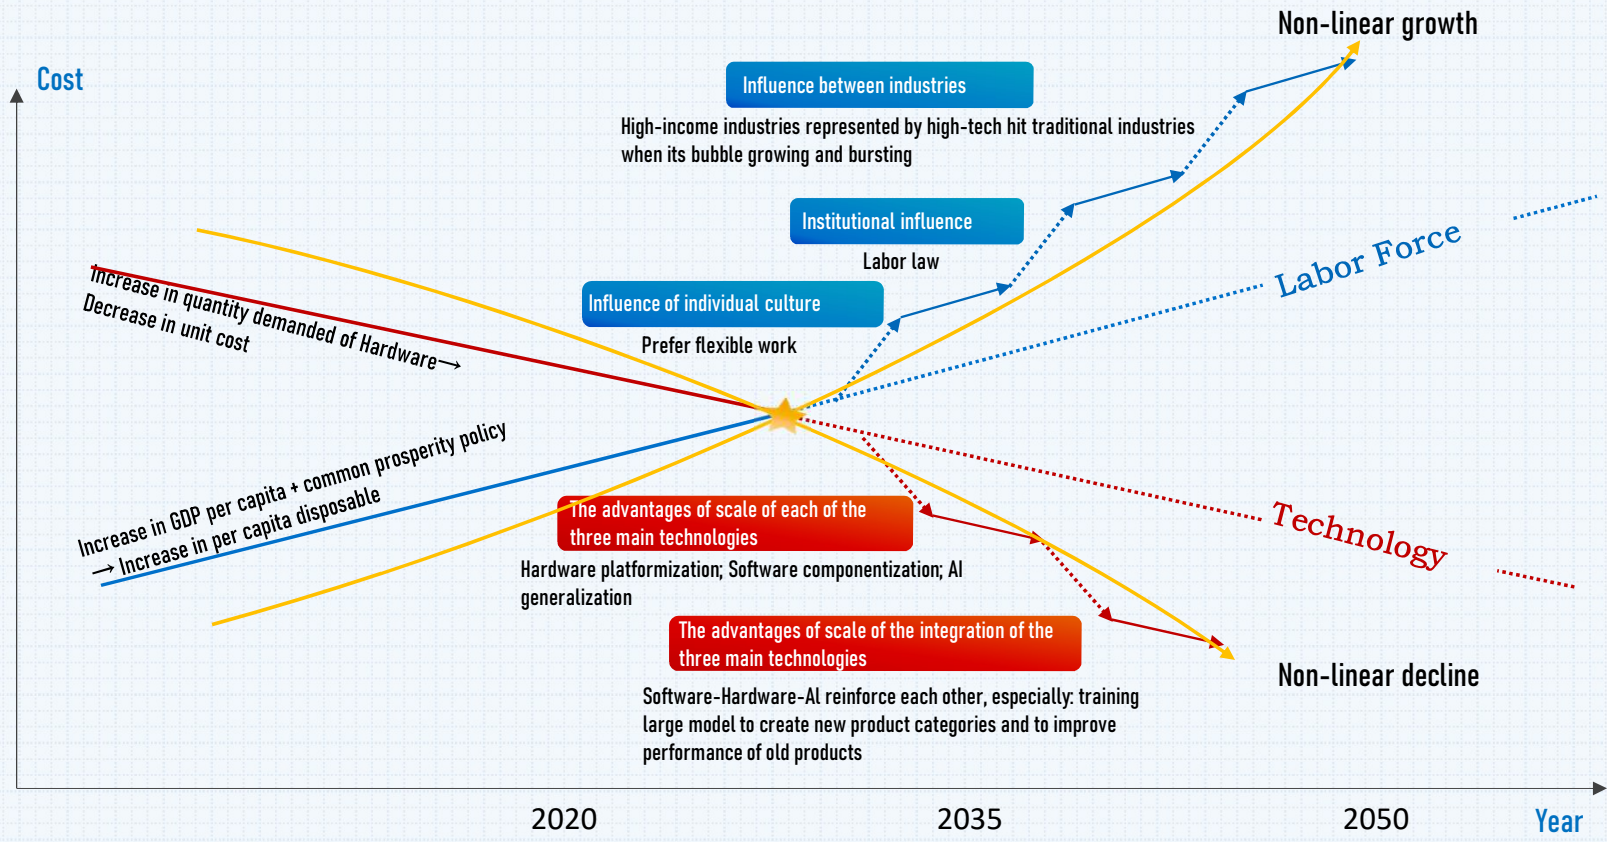 Non-linear growth
Cost
Influence between industries
High-income industries represented by high-tech hit traditional industries
when its bubble growing and bursting
Institutional influence
Labor law
Labor Force
Influence of individual culture
Prefer flexible work
Increase in quantity demanded of Hardware→
Decrease in unit cost
Increase in GDP per capita + common prosperity policy
→ Increase in per capita disposable
The advantages of scale of each of the
three main technologies
Technology
Hardware platformization; Software componentization; AI
generalization
The advantages of scale of the integration of the
three main technologies
Non-linear decline
Software-Hardware-AI reinforce each other, especially: training
large model to create new product categories and to improve
performance of old products
2020
2035
2050
Year